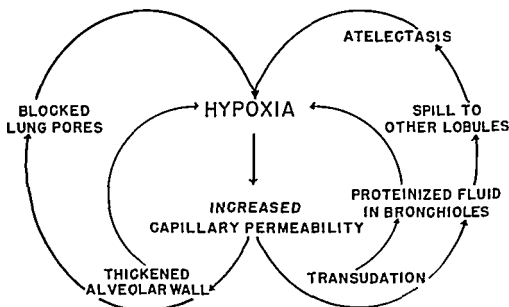 ATELECTASIS
BLOCKED
LUNG PORES
HYPOXIA
SPILL TO
OTHER LOBULES
INCREASED
CAPILLARY PERMEABILITY
PROTEINIZED FLUID
IN BRONCHIOLES
THICKENED
ALVEOLAR WALL
TRANSUDATION